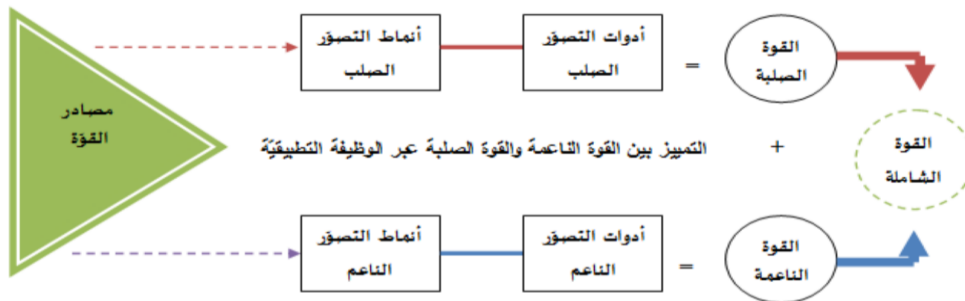 مصادر
القوّة
أنماط التصوّر
الصلب
أدوات التصوّر
الصلب
=
القوة
الصلبة
التمييز بين القوة الناعمة والقوة الصلبة عبر الوظيفة التطبيقيّة
+
القوة
الشاملة
أنماط التصوّر
الناعم
أدوات التصوّر
الناعم
=
القوة
الناعمة